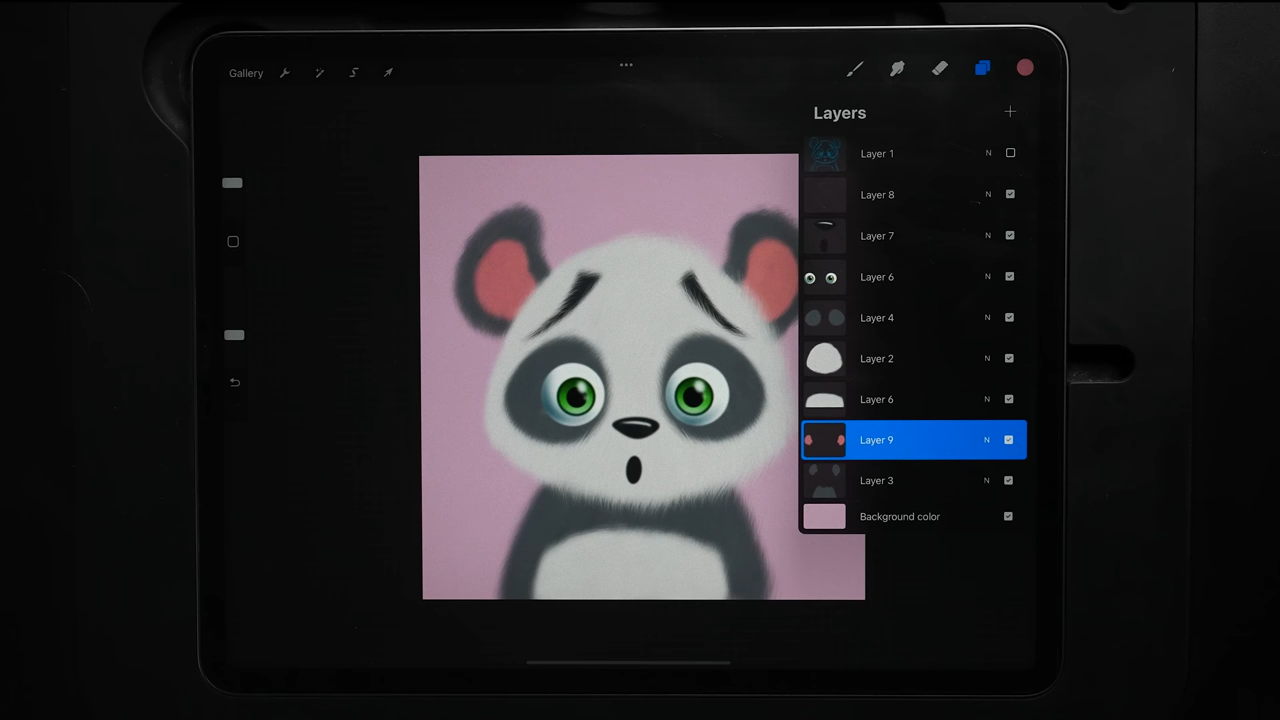 Gallery
Layers
Layer 1 N
Layer 8 N
Layer 7 N
Layer 6 N
Layer 4 N
Layer 2 N
Layer 6 N
Layer 9 N
Layer 3 N
Background color